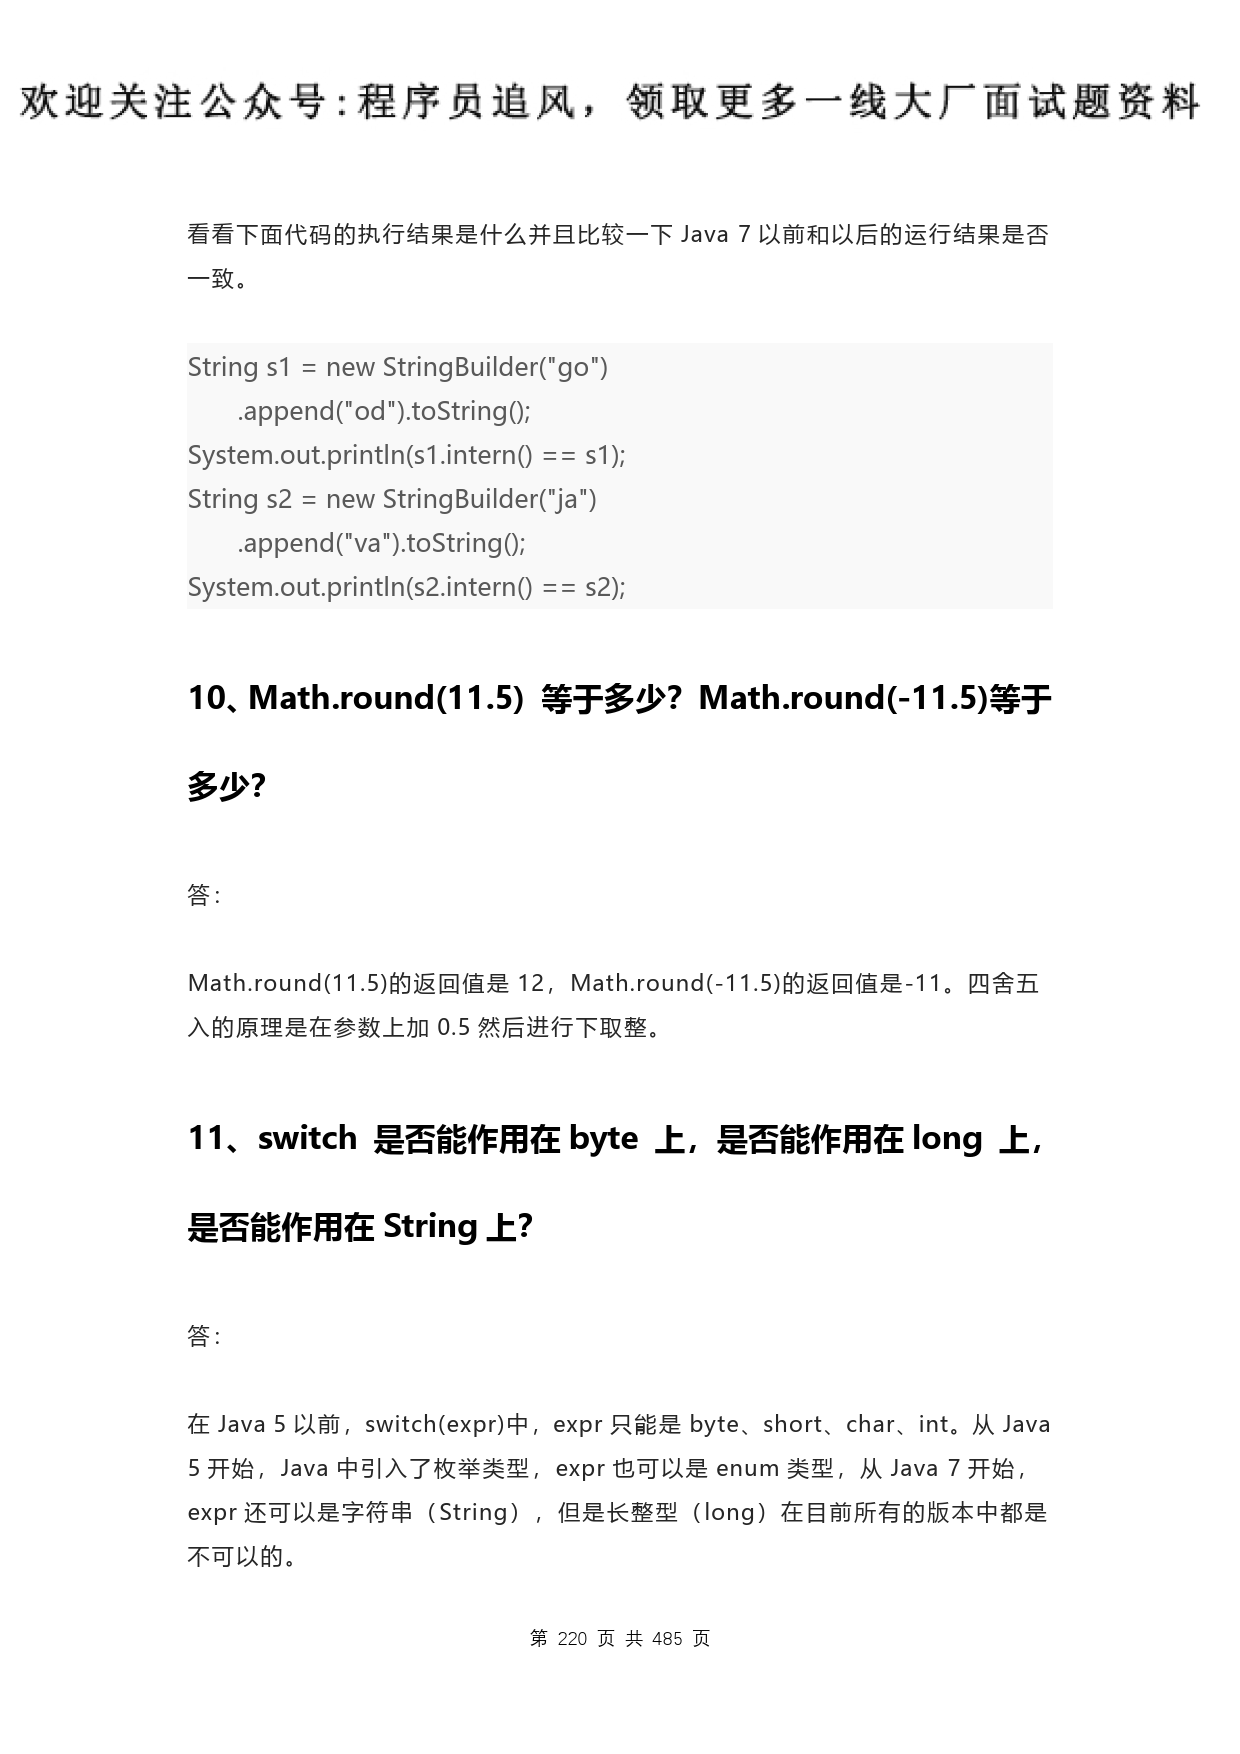 欢迎关注公众号:程序员追风，领取更多一线大厂面试题资料
看看下面代码的执行结果是什么并且比较一下 Java 7 以前和以后的运行结果是否
一致。
String s1 = new StringBuilder("go")
.append("od").toString();
System.out.println(s1.intern() == s1);
String s2 = new StringBuilder("ja")
.append("va").toString();
System.out.println(s2.intern() == s2);
10、Math.round(11.5) 等于多少？Math.round(-11.5)等于
多少？
答：
Math.round(11.5)的返回值是 12，Math.round(-11.5)的返回值是-11。四舍五
入的原理是在参数上加 0.5 然后进行下取整。
11、switch 是否能作用在 byte 上，是否能作用在 long 上，
是否能作用在 String 上？
答：
在 Java 5 以前，switch(expr)中，expr 只能是 byte、short、char、int。从 Java
5 开始，Java 中引入了枚举类型，expr 也可以是 enum 类型，从 Java 7 开始，
expr 还可以是字符串（String），但是长整型（long）在目前所有的版本中都是
不可以的。
第 220 页 共 485 页